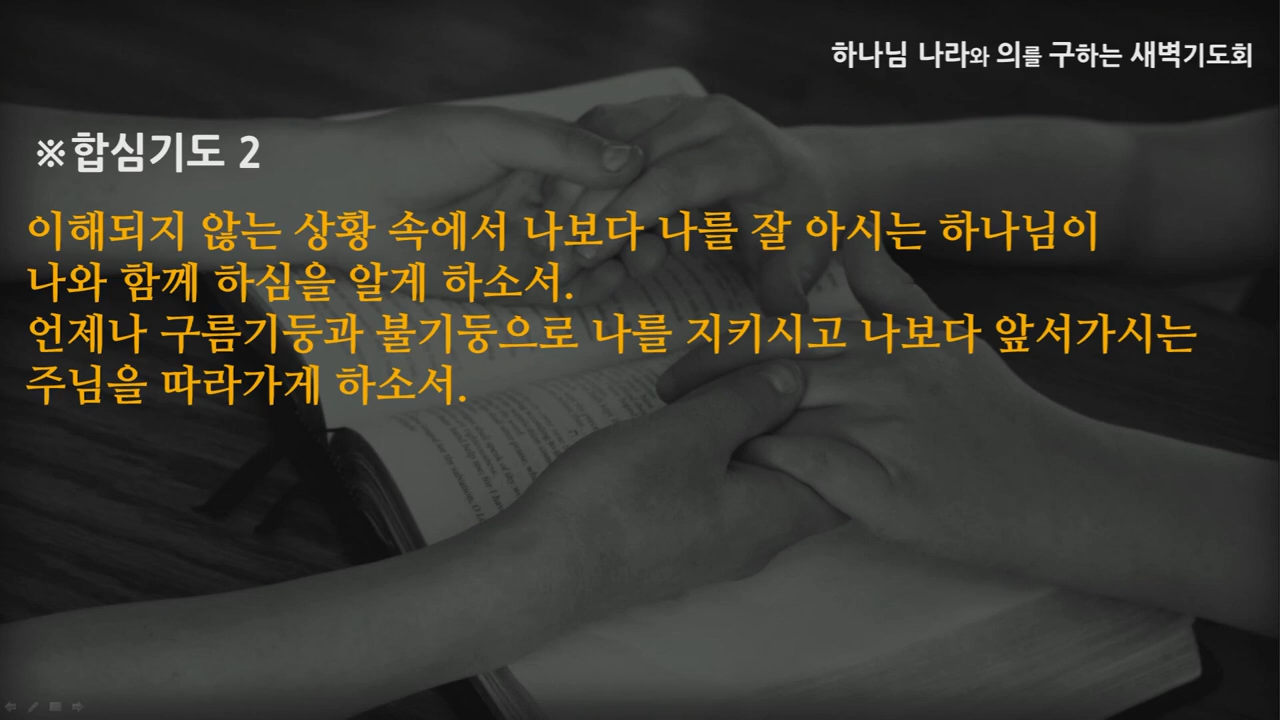 하나님 나라와 의를 구하는 새벽기도회
※합심기도 2
이해되지 않는 상황 속에서 나보다 나를 잘 아시는 하나님이
나와 함께 하심을 알게 하소서.
언제나 구름기둥과 불기둥으로 나를 지키시고 나보다 앞서가시는
주님을 따라가게 하소서.